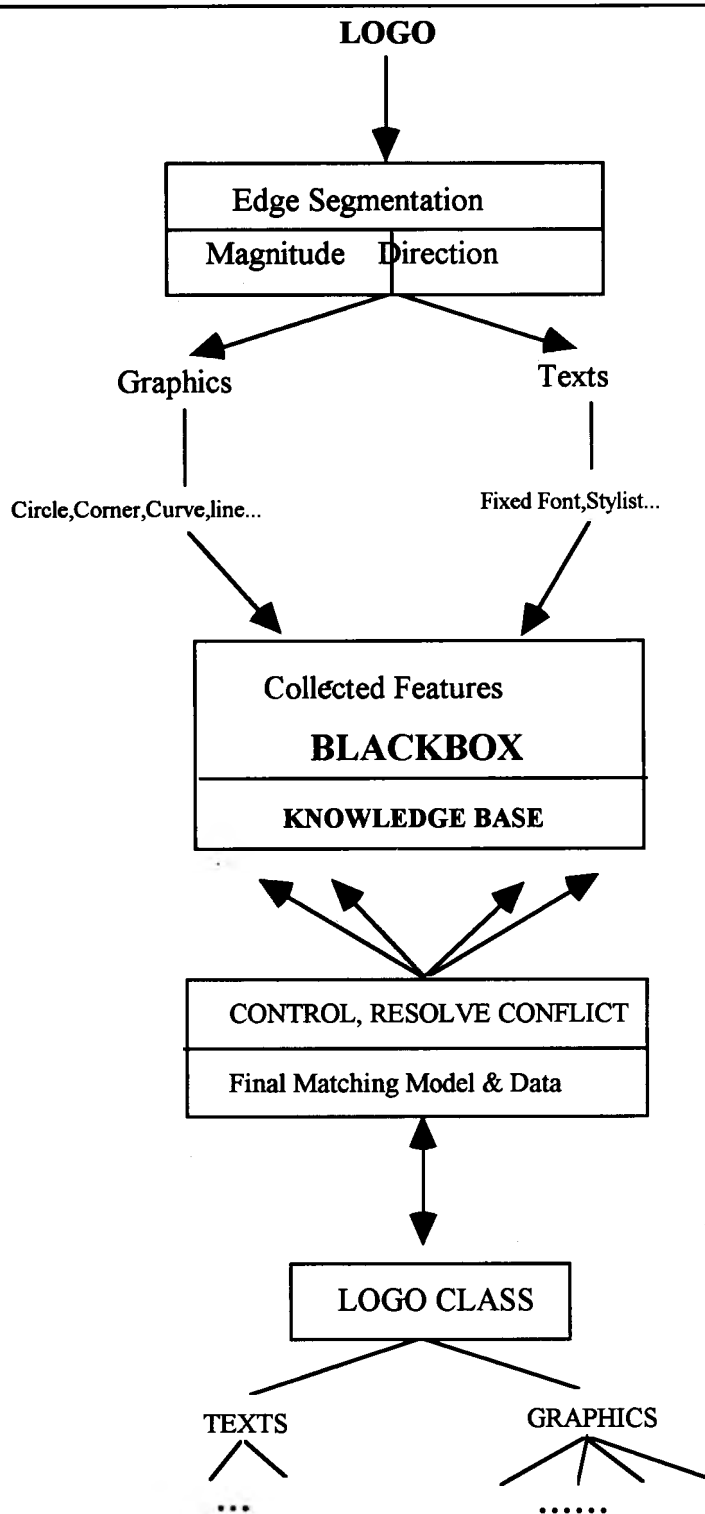 LOGO
Edge Segmentation
Magnitude Direction
Graphics Texts
Circle,Corner,Curve,line... Fixed Font,Stylist...
Collected Features
BLACKBOX
KNOWLEDGE BASE
CONTROL, RESOLVE CONFLICT
Final Matching Model & Data
LOGO CLASS
TEXTS GRAPHICS
... ......